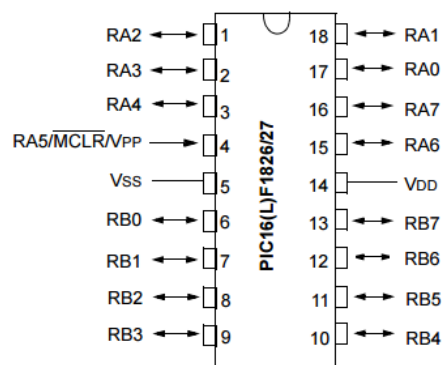 RA2 1 18 RA1
RA3 2 17 RA0
RA4 3 16 RA7
RA5/MCLR/VPP 4 15 RA6
VSS 5 14 VDD
RB0 6 13 RB7
RB1 7 12 RB6
RB2 8 11 RB5
RB3 9 10 RB4
PIC16(L)F1826/27